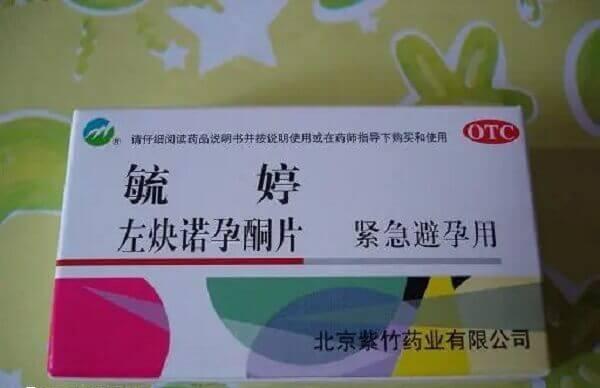 请仔细阅读药品说明书并按说明使用或在药师指导下购买和使用
OTC
毓 婷
左炔诺孕酮片 紧急避孕用
北京紫竹药业有限公司